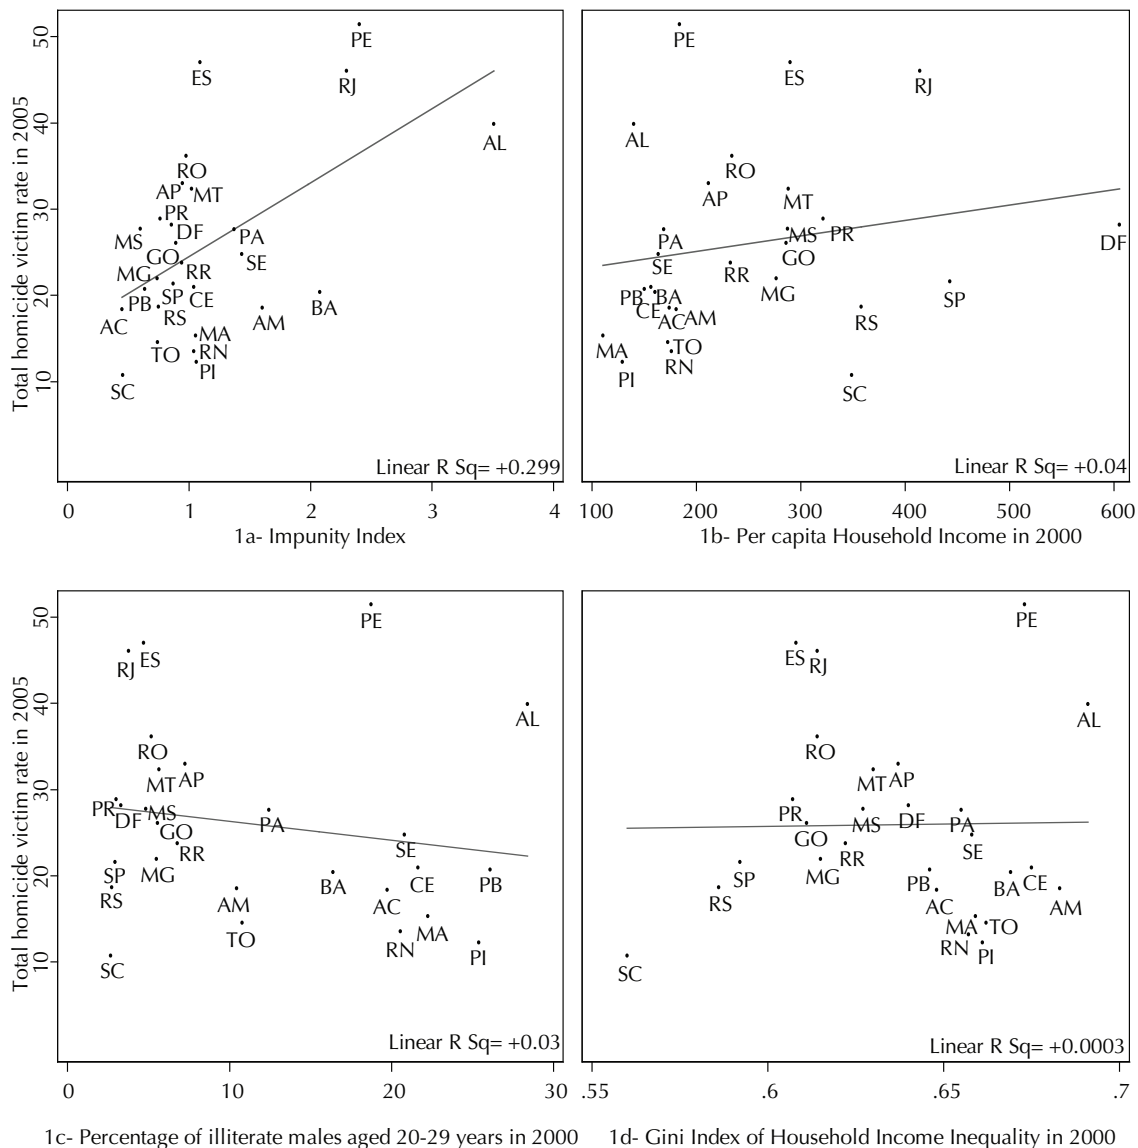 Total homicide victim rate in 2005
50
40
30
20
10
PE
ES
RJ
AL
RO
AP
MT
PR
DF
MS
PA
GO
SE
MG
RR
PB
SP
CE
BA
AC
RS
AM
MA
TO
RN
PI
SC
Linear R Sq= +0.299
0 1 2 3 4
1a- Impunity Index
PE
ES
RJ
AL
RO
AP
MT
PR
DF
PA
MS
GO
SE
RR
MG
PB
BA
SP
CE
AC
AM
RS
MA
TO
RN
PI
SC
Linear R Sq= +0.04
100 200 300 400 500 600
1b- Per capita Household Income in 2000
Total homicide victim rate in 2005
50
40
30
20
10
PE
RJ
ES
AL
RO
MT
AP
PR
DF
MS
PA
GO
SE
RR
SP
MG
BA
CE
PB
RS
AM
AC
TO
MA
RN
PI
SC
Linear R Sq= +0.03
0 10 20 30
1c- Percentage of illiterate males aged 20-29 years in 2000
PE
ES
RJ
AL
RO
MT
AP
PR
DF
MS
PA
GO
SE
RR
SP
MG
PB
BA
CE
RS
AC
AM
MA
TO
RN
PI
SC
Linear R Sq= +0.0003
.55 .6 .65 .7
1d- Gini Index of Household Income Inequality in 2000